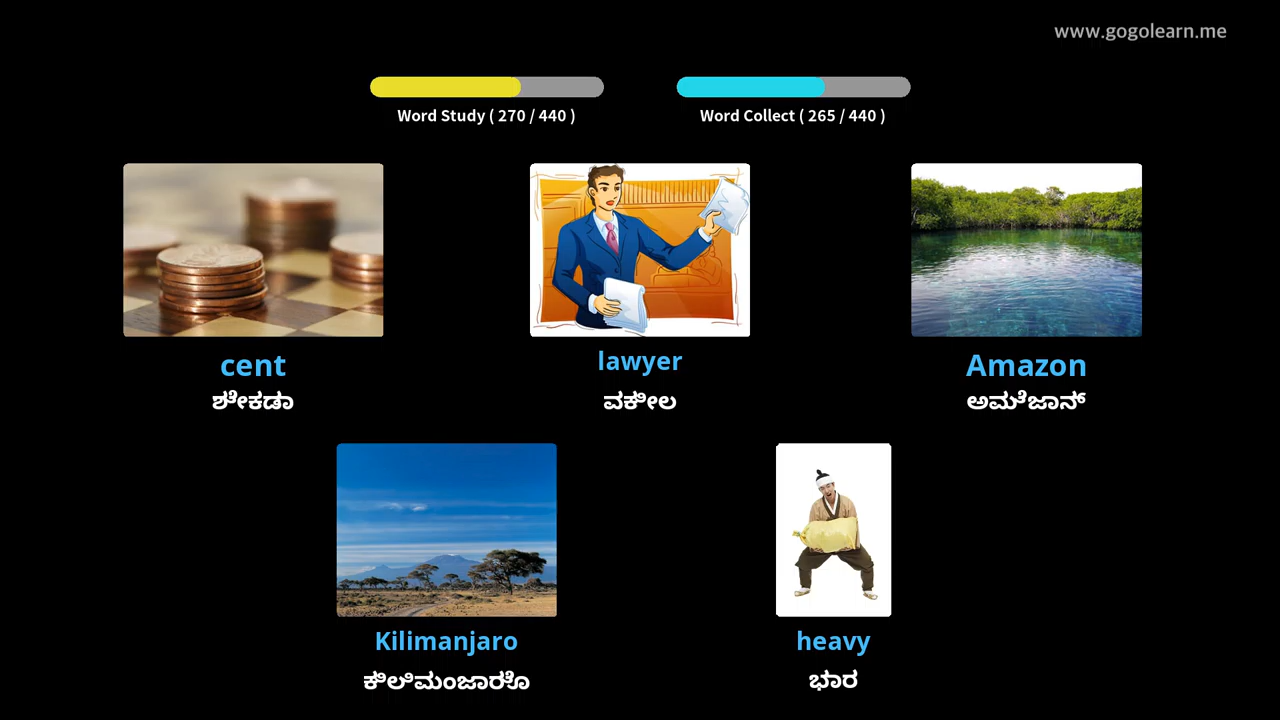 www.gogolearn.me
Word Study ( 270 / 440 )
Word Collect ( 265 / 440 )
cent
ಶೇಕಡಾ
lawyer
ವಕೀಲ
Amazon
ಅಮೆಜಾನ್
Kilimanjaro
ಕಿಲಿಮಂಜಾರೊ
heavy
ಭಾರ